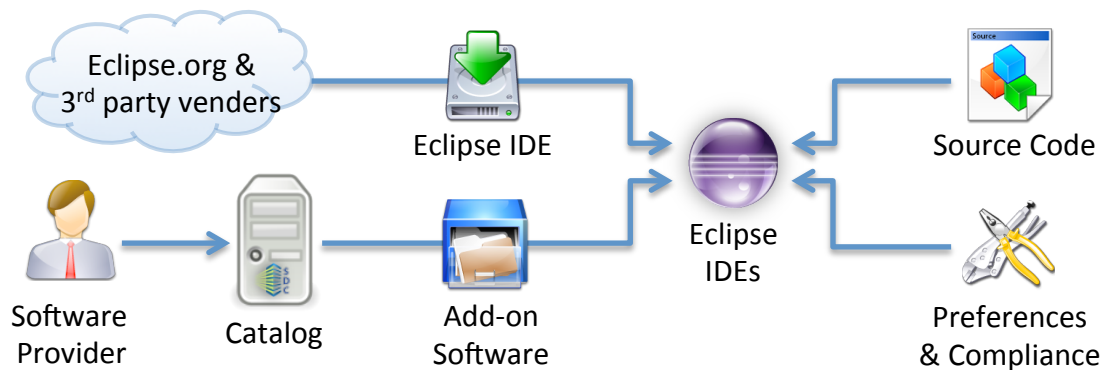 Eclipse.org &
3rd party venders
Eclipse IDE
Source
Source Code
Eclipse
IDEs
Software
Provider
S
D
C
Catalog
Add-on
Software
Preferences
& Compliance